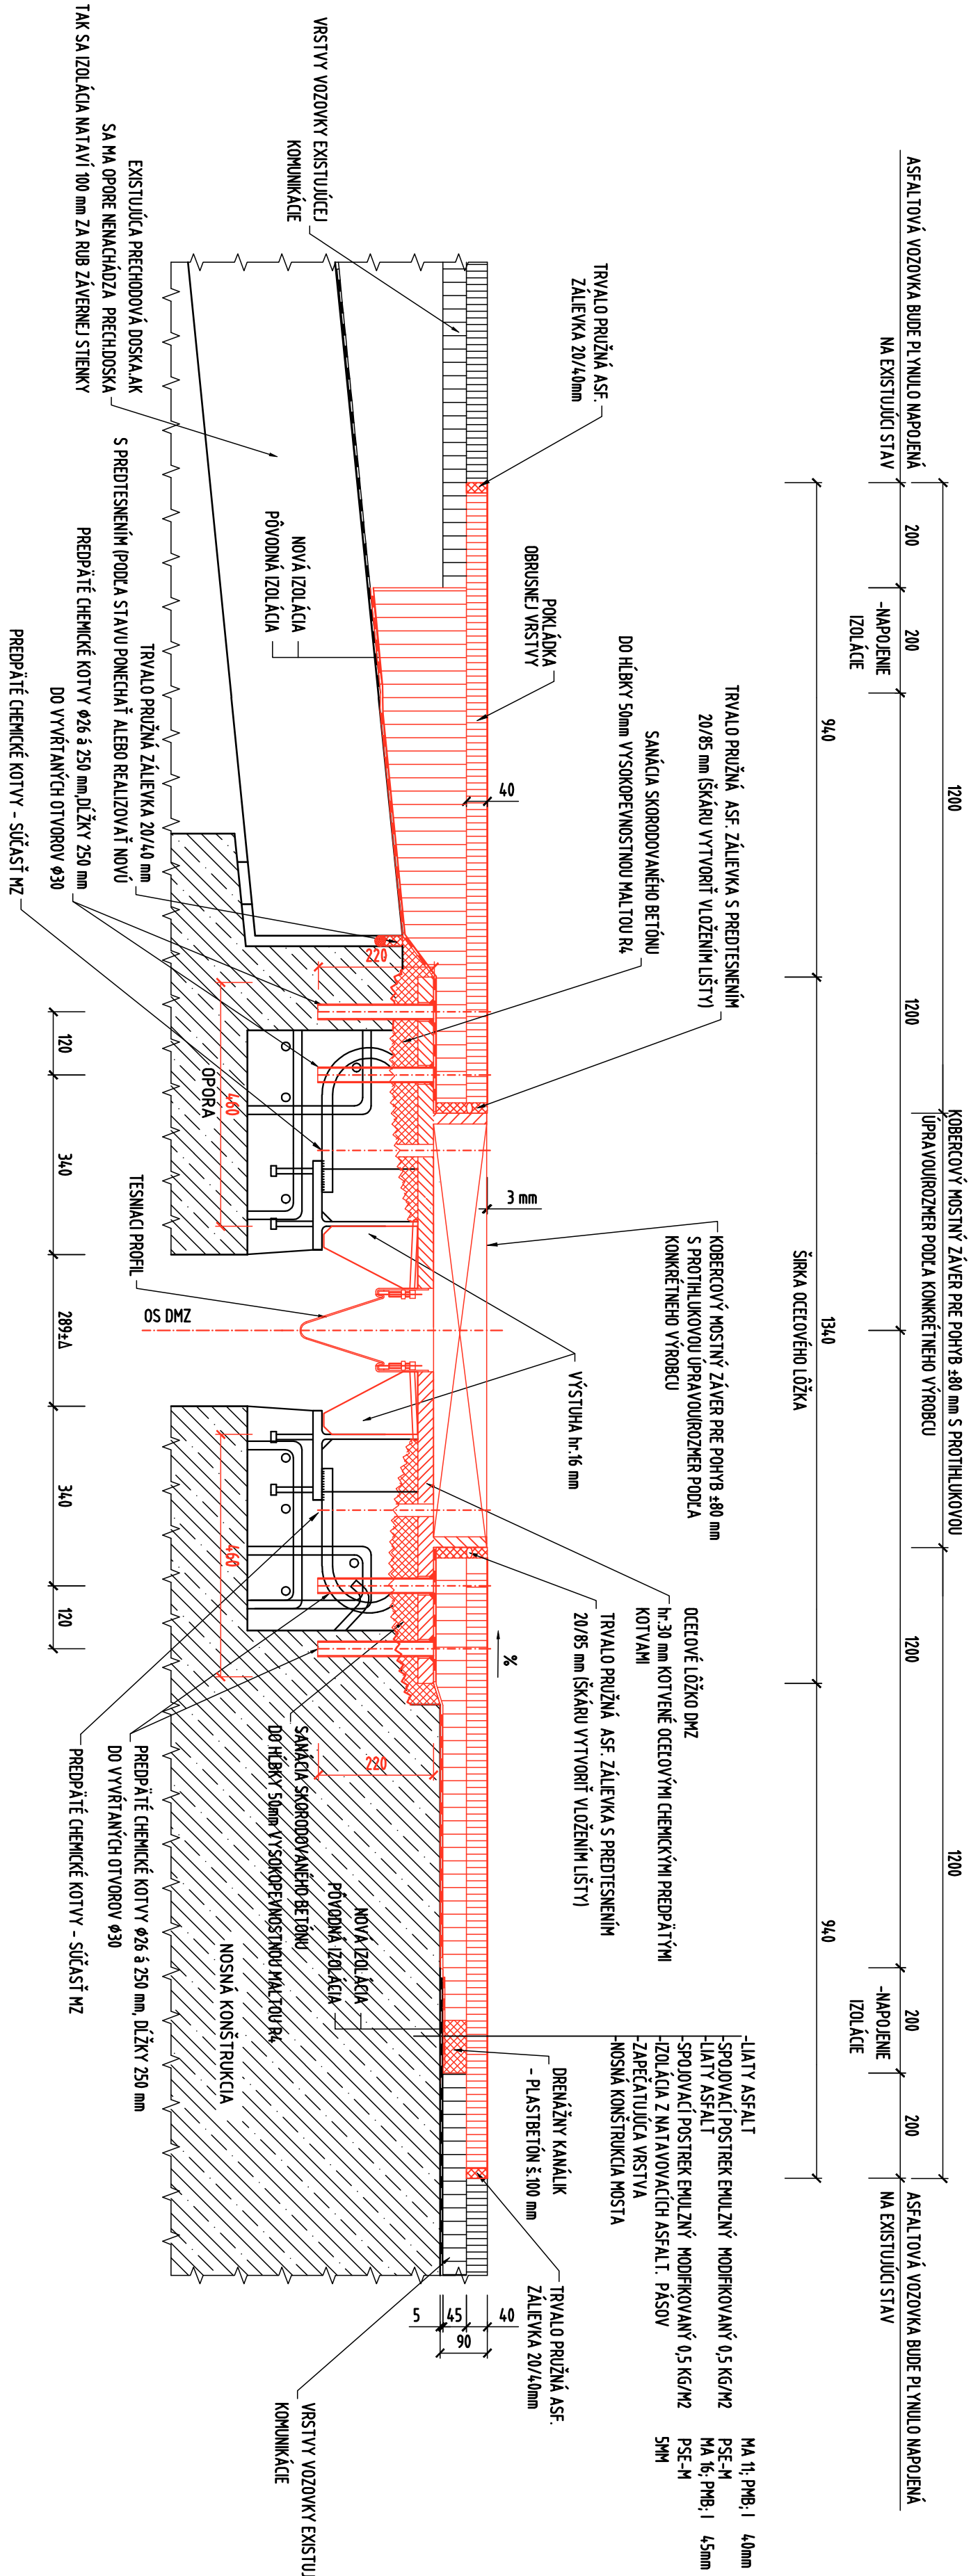 ASFALTOVÁ VOZOVKA BUDE PLYNULO NAPOJENÁ
NA EXISTUJÚCI STAV
1200
KOBERCOVÝ MOSTNÝ ZÁVER PRE POHYB ±80 mm S PROTIHLUKOVOU
ÚPRAVOU(ROZMER PODĽA KONKRÉTNEHO VÝROBCU
1200
ASFALTOVÁ VOZOVKA BUDE PLYNULO NAPOJENÁ
NA EXISTUJÚCI STAV
200
200
-NAPOJENIE
IZOLÁCIE
1200
1200
200
-NAPOJENIE
IZOLÁCIE
200
940
1340
ŠIRKA OCEĽOVÉHO LÔŽKA
940
VRSTVY VOZOVKY EXISTUJÚCEJ
KOMUNIKÁCIE
TRVALO PRUŽNÁ ASF.
ZÁLIEVKA 20/40mm
POKLÁDKA
OBRUSNEJ VRSTVY
40
TRVALO PRUŽNÁ ASF. ZÁLIEVKA S PREDTESNENÍM
20/85 mm (ŠKÁRU VYTVORIŤ VLOŽENÍM LIŠTY)
SANÁCIA SKORODOVANÉHO BETÓNU
DO HĹBKY 50mm VYSOKOPEVNOSTNOU MALTOU R4
3 mm
KOBERCOVÝ MOSTNÝ ZÁVER PRE POHYB ±80 mm
S PROTIHLUKOVOU ÚPRAVOU(ROZMER PODĽA
KONKRÉTNEHO VÝROBCU
VÝSTUHA hr.16 mm
OCEĽOVÉ LÔŽKO DMZ
hr.30 mm KOTVENÉ OCEĽOVÝMI CHEMICKÝMI PREDPÄTÝMI
KOTVAMI
TRVALO PRUŽNÁ ASF. ZÁLIEVKA S PREDTESNENÍM
20/85 mm (ŠKÁRU VYTVORIŤ VLOŽENÍM LIŠTY)
%
-LIATY ASFALT MA 11; PMB; I 40mm
-SPOJOVACÍ POSTREK EMULZNÝ MODIFIKOVANÝ 0,5 KG/M2 PSE-M
-LIATY ASFALT MA 16; PMB; I 45mm
-SPOJOVACÍ POSTREK EMULZNÝ MODIFIKOVANÝ 0,5 KG/M2 PSE-M
-IZOLÁCIA Z NATAVOVACÍCH ASFALT. PÁSOV 5MM
-ZAPEČATUJÚCA VRSTVA
-NOSNÁ KONŠTRUKCIA MOSTA
DRENÁŽNY KANÁLIK
- PLASTBETÓN š.100 mm
TRVALO PRUŽNÁ ASF.
ZÁLIEVKA 20/40mm
40
45
5
90
VRSTVY VOZOVKY EXISTUJ
KOMUNIKÁCIE
NOVÁ IZOLÁCIA
PÔVODNÁ IZOLÁCIA
EXISTUJÚCA PRECHODOVÁ DOSKA.AK
SA MA OPORE NENACHÁDZA PRECH.DOSKA
TAK SA IZOLÁCIA NATAVÍ 100 mm ZA RUB ZÁVERNEJ STIENKY
TRVALO PRUŽNÁ ZÁLIEVKA 20/40 mm
S PREDTESNENÍM (PODĽA STAVU PONECHAŤ ALEBO REALIZOVAŤ NOVÚ
PREDPÄTÉ CHEMICKÉ KOTVY ø26 á 250 mm,DĹŽKY 250 mm
DO VYVŔTANÝCH OTVOROV ø30
PREDPÄTÉ CHEMICKÉ KOTVY - SÚČASŤ MZ
220
460
OPORA
TESNIACI PROFIL
OS DMZ
120
340
289±Δ
340
120
460
220
SANÁCIA SKORODOVANÉHO BETÓNU
DO HĹBKY 50mm VYSOKOPEVNOSTNOU MALTOU R4
NOVÁ IZOLÁCIA
PÔVODNÁ IZOLÁCIA
NOSNÁ KONŠTRUKCIA
PREDPÄTÉ CHEMICKÉ KOTVY ø26 á 250 mm, DĹŽKY 250 mm
DO VYVŔTANÝCH OTVOROV ø30
PREDPÄTÉ CHEMICKÉ KOTVY - SÚČASŤ MZ